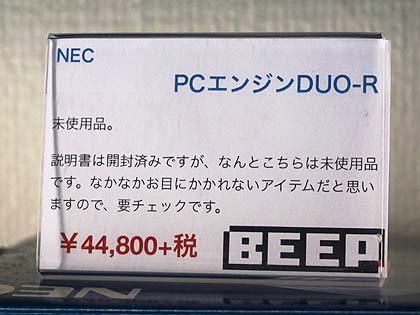 NEC
PCエンジンDUO-R
未使用品。
説明書は開封済みですが、なんとこちらは未使用品
です。なかなかお目にかかれないアイテムだと思い
ますので、要チェックです。
￥44,800+税
BEEP
NEC